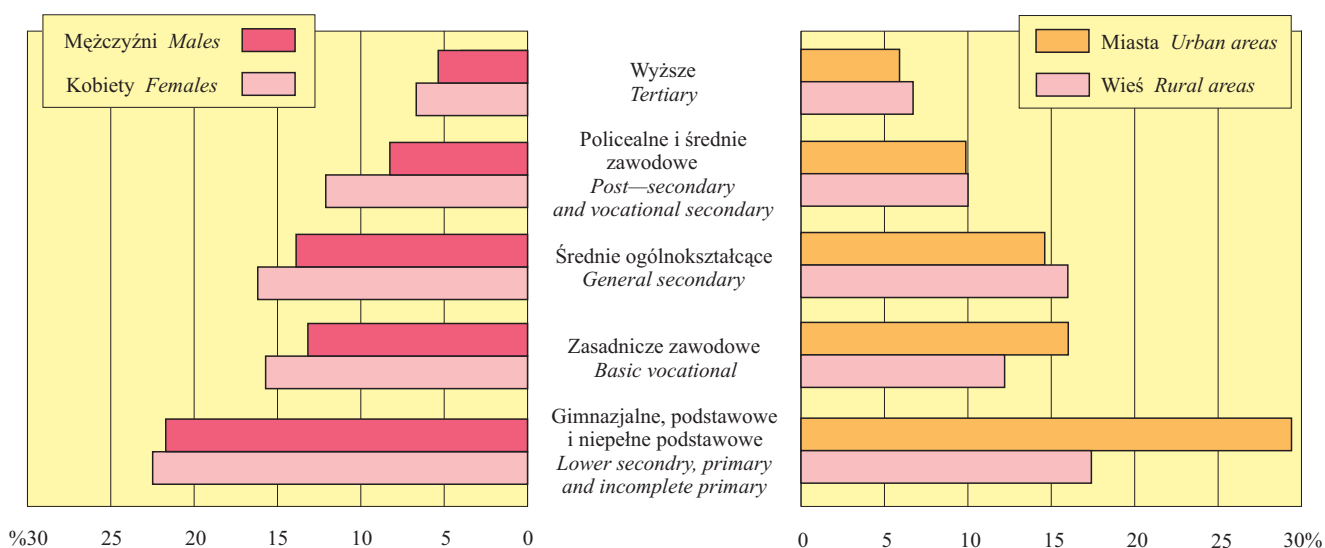 Mężczyźni Males
Kobiety Females
Miasta Urban areas
Wieś Rural areas
Wyższe
Tertiary
Policealne i średnie
zawodowe
Post—secondary
and vocational secondary
Średnie ogólnokształcące
General secondary
Zasadnicze zawodowe
Basic vocational
Gimnazjalne, podstawowe
i niepełne podstawowe
Lower secondry, primary
and incomplete primary
%30 25 20 15 10 5 0
0 5 10 15 20 25 30%